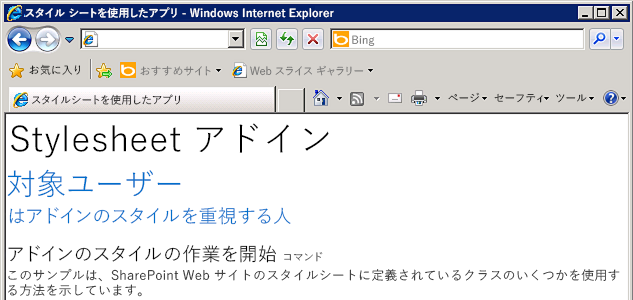 スタイル シートを使用したアプリ - Windows Internet Explorer
Bing
お気に入り おすすめサイト Web スライス ギャラリー
スタイルシートを使用したアプリ ページ セーフティ ツール
Stylesheet アドイン
対象ユーザー
はアドインのスタイルを重視する人
アドインのスタイルの作業を開始 コマンド
このサンプルは、SharePoint Web サイトのスタイルシートに定義されているクラスのいくつかを使用す
る方法を示しています。